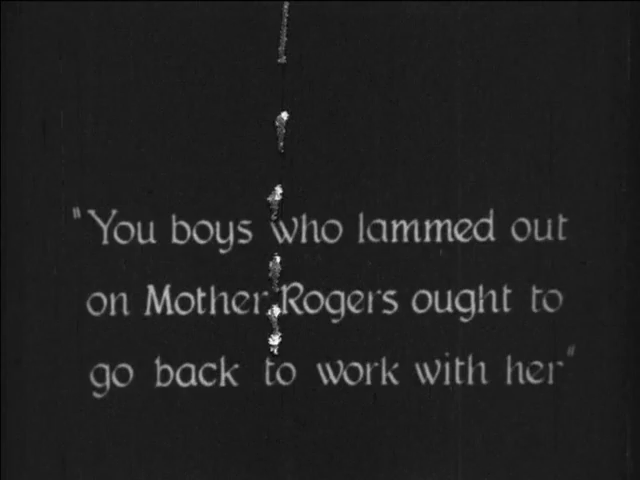 "You boys who lammed out
on Mother Rogers ought to
go back to work with her"